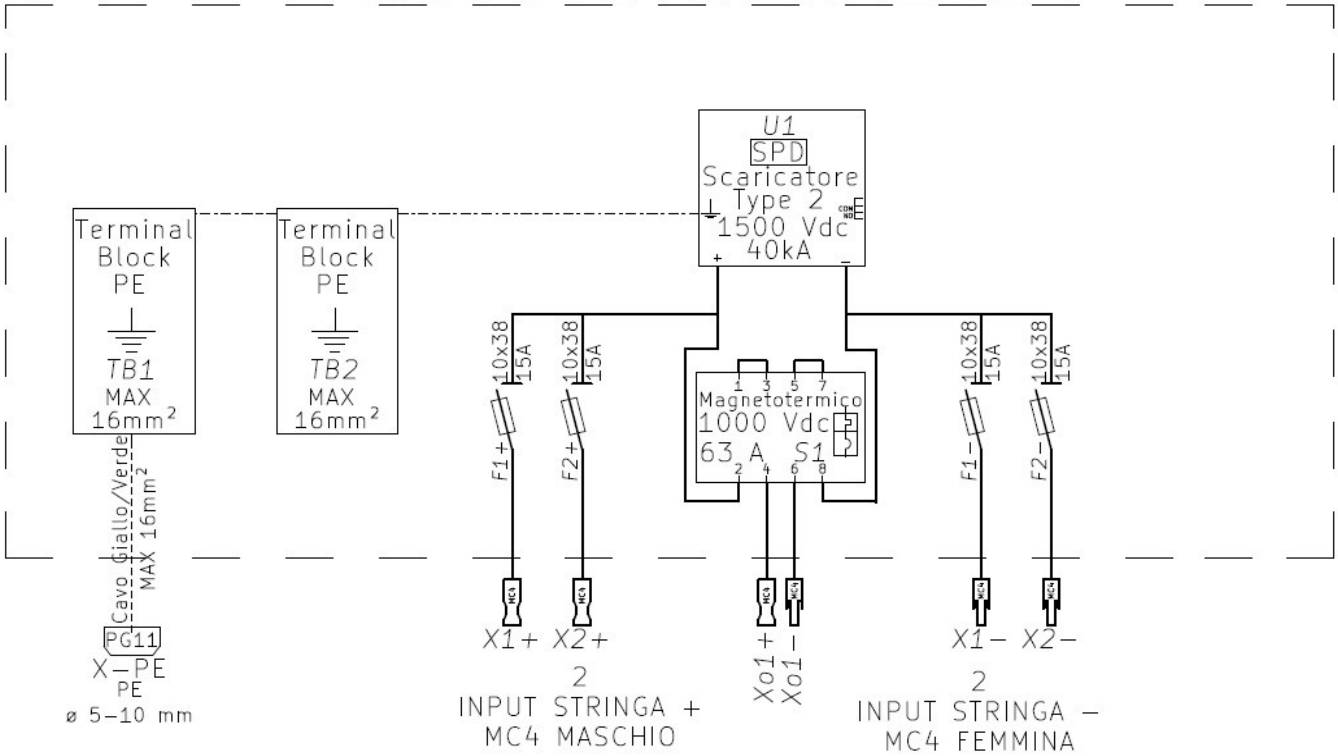 U1
SPD
Scaricatore
Type 2
1500 Vdc
40kA
COM
NO
+
−
Terminal
Block
PE
TB1
MAX
16mm²
Terminal
Block
PE
TB2
MAX
16mm²
Cavo Giallo/Verde
MAX 16mm²
PG11
X-PE
PE
ø 5-10 mm
10x38
15A
F1+
10x38
15A
F2+
1 3 5 7
Magnetotermico
1000 Vdc
63 A S1
2 4 6 8
10x38
15A
F1-
10x38
15A
F2-
MC4
MC4
MC4
MC4
MC4
MC4
X1+ X2+
2
INPUT STRINGA +
MC4 MASCHIO
Xo1+
Xo1-
X1- X2-
2
INPUT STRINGA -
MC4 FEMMINA